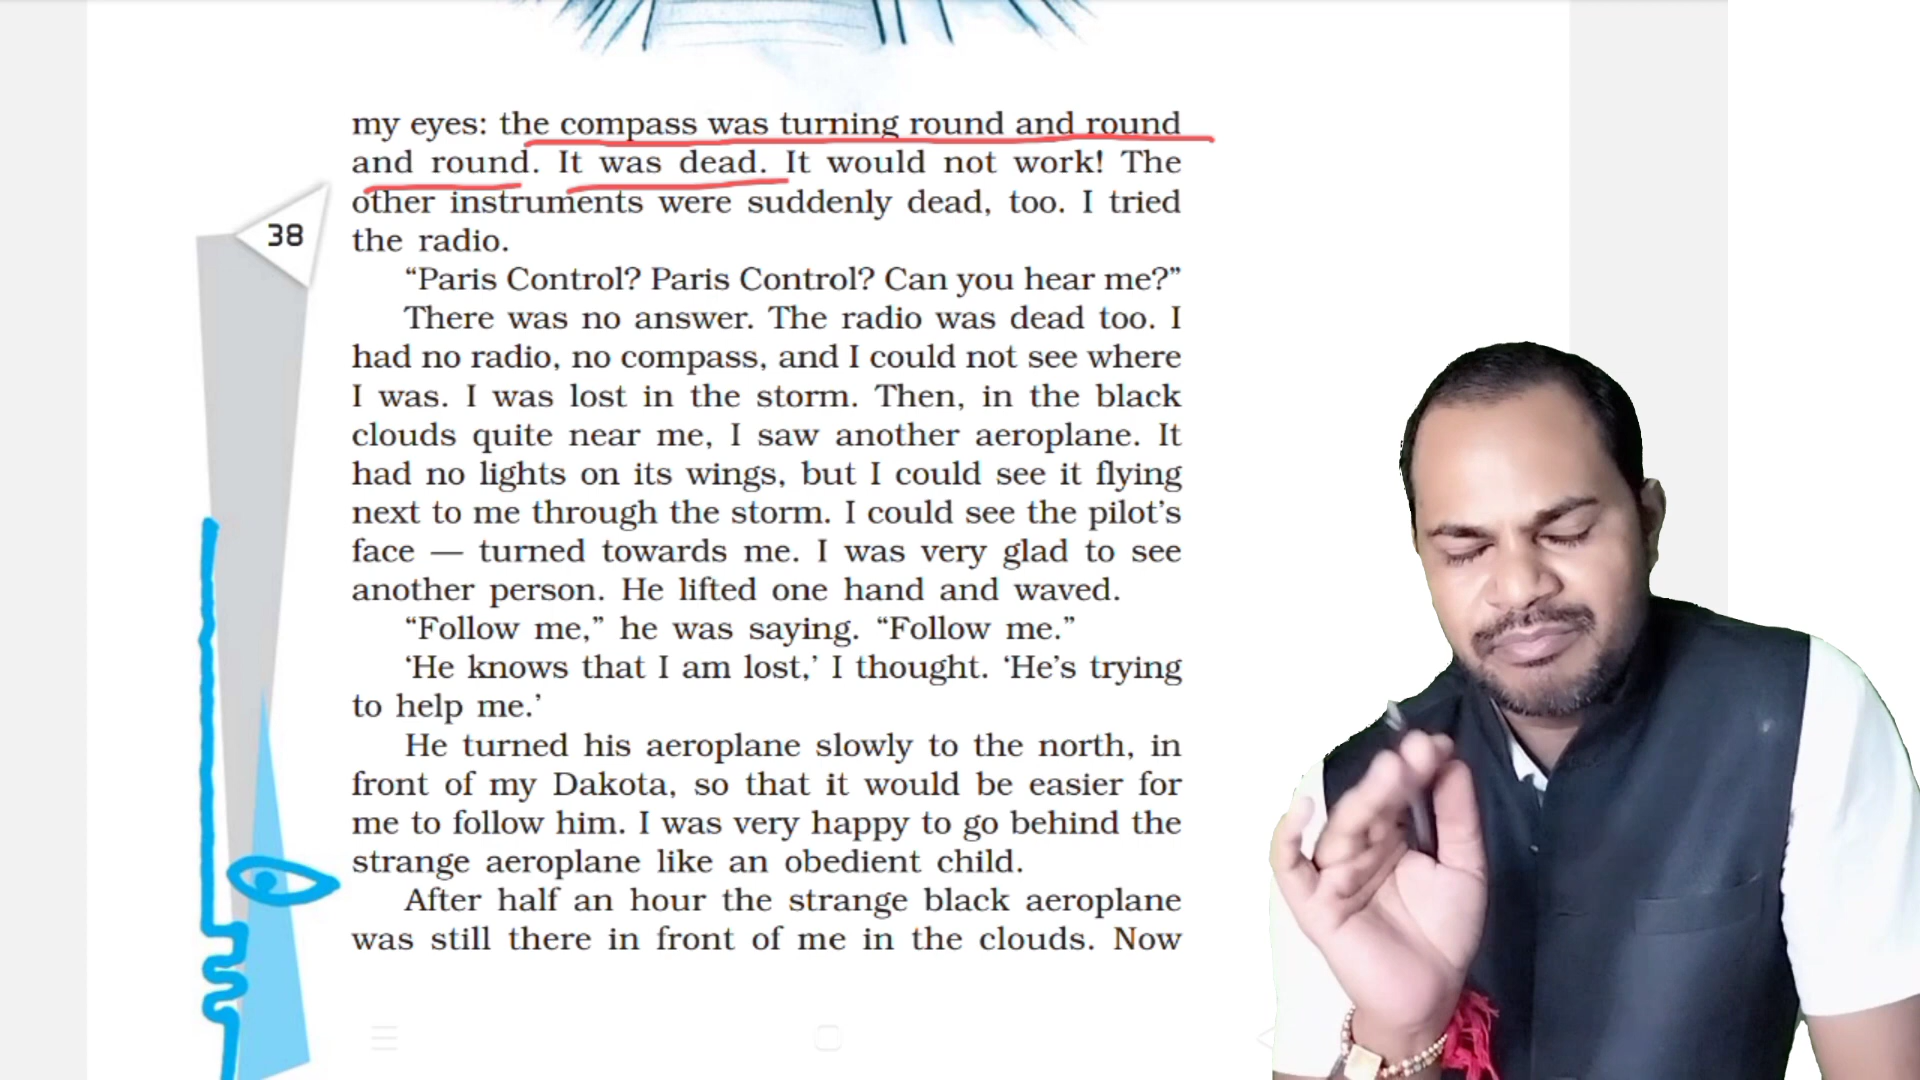 my eyes: the compass was turning round and round
and round. It was dead. It would not work! The
other instruments were suddenly dead, too. I tried
38
the radio.
“Paris Control? Paris Control? Can you hear me?”
There was no answer. The radio was dead too. I
had no radio, no compass, and I could not see where
I was. I was lost in the storm. Then, in the black
clouds quite near me, I saw another aeroplane. It
had no lights on its wings, but I could see it flying
next to me through the storm. I could see the pilot’s
face — turned towards me. I was very glad to see
another person. He lifted one hand and waved.
“Follow me,” he was saying. “Follow me.”
‘He knows that I am lost,’ I thought. ‘He’s trying
to help me.’
He turned his aeroplane slowly to the north, in
front of my Dakota, so that it would be easier for
me to follow him. I was very happy to go behind the
strange aeroplane like an obedient child.
After half an hour the strange black aeroplane
was still there in front of me in the clouds. Now